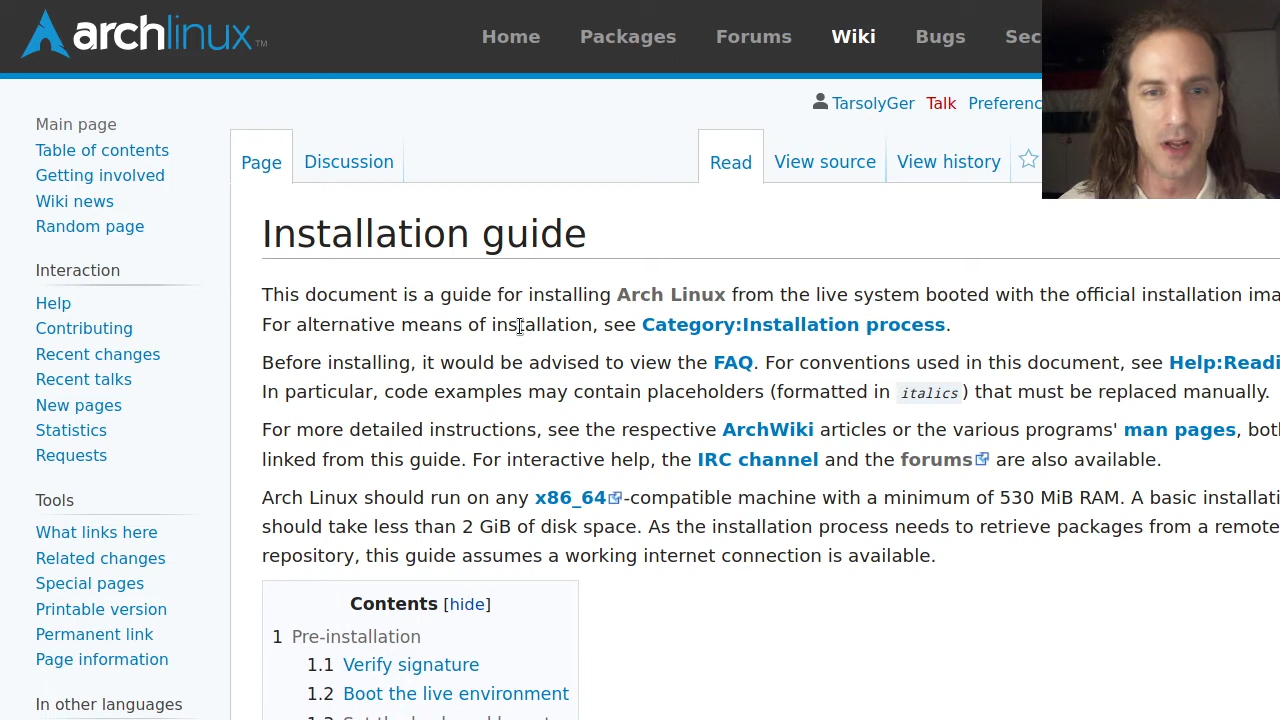 archlinux™
Home Packages Forums Wiki Bugs Sec
TarsolyGer Talk Preferenc
Page Discussion Read View source View history
Main page
Table of contents
Getting involved
Wiki news
Random page
Interaction
Help
Contributing
Recent changes
Recent talks
New pages
Statistics
Requests
Tools
What links here
Related changes
Special pages
Printable version
Permanent link
Page information
In other languages
Installation guide
This document is a guide for installing Arch Linux from the live system booted with the official installation ima
For alternative means of installation, see Category:Installation process.
Before installing, it would be advised to view the FAQ. For conventions used in this document, see Help:Readi
In particular, code examples may contain placeholders (formatted in italics) that must be replaced manually.
For more detailed instructions, see the respective ArchWiki articles or the various programs' man pages, bot
linked from this guide. For interactive help, the IRC channel and the forums are also available.
Arch Linux should run on any x86_64-compatible machine with a minimum of 530 MiB RAM. A basic installati
should take less than 2 GiB of disk space. As the installation process needs to retrieve packages from a remote
repository, this guide assumes a working internet connection is available.
Contents [hide]
1 Pre-installation
1.1 Verify signature
1.2 Boot the live environment